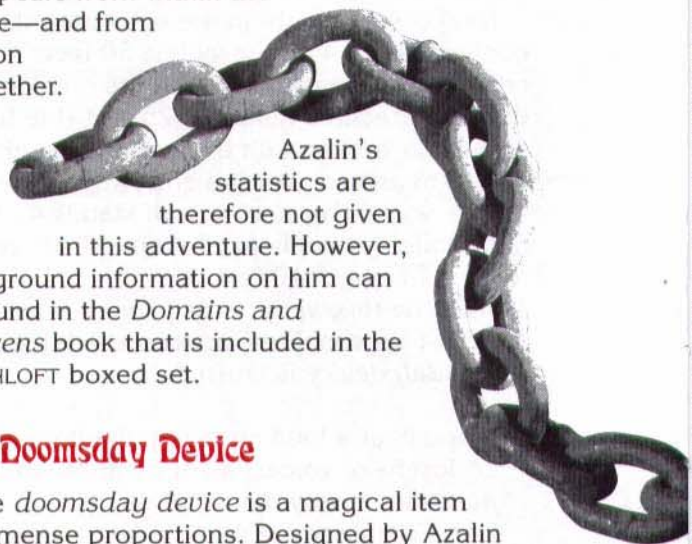 e—and from
on
ether.
Azalin's
statistics are
therefore not given
in this adventure. However,
ground information on him can
und in the Domains and
ens book that is included in the
HLOFT boxed set.
Doomsday Device
e doomsday device is a magical item
mense proportions. Designed by Azalin